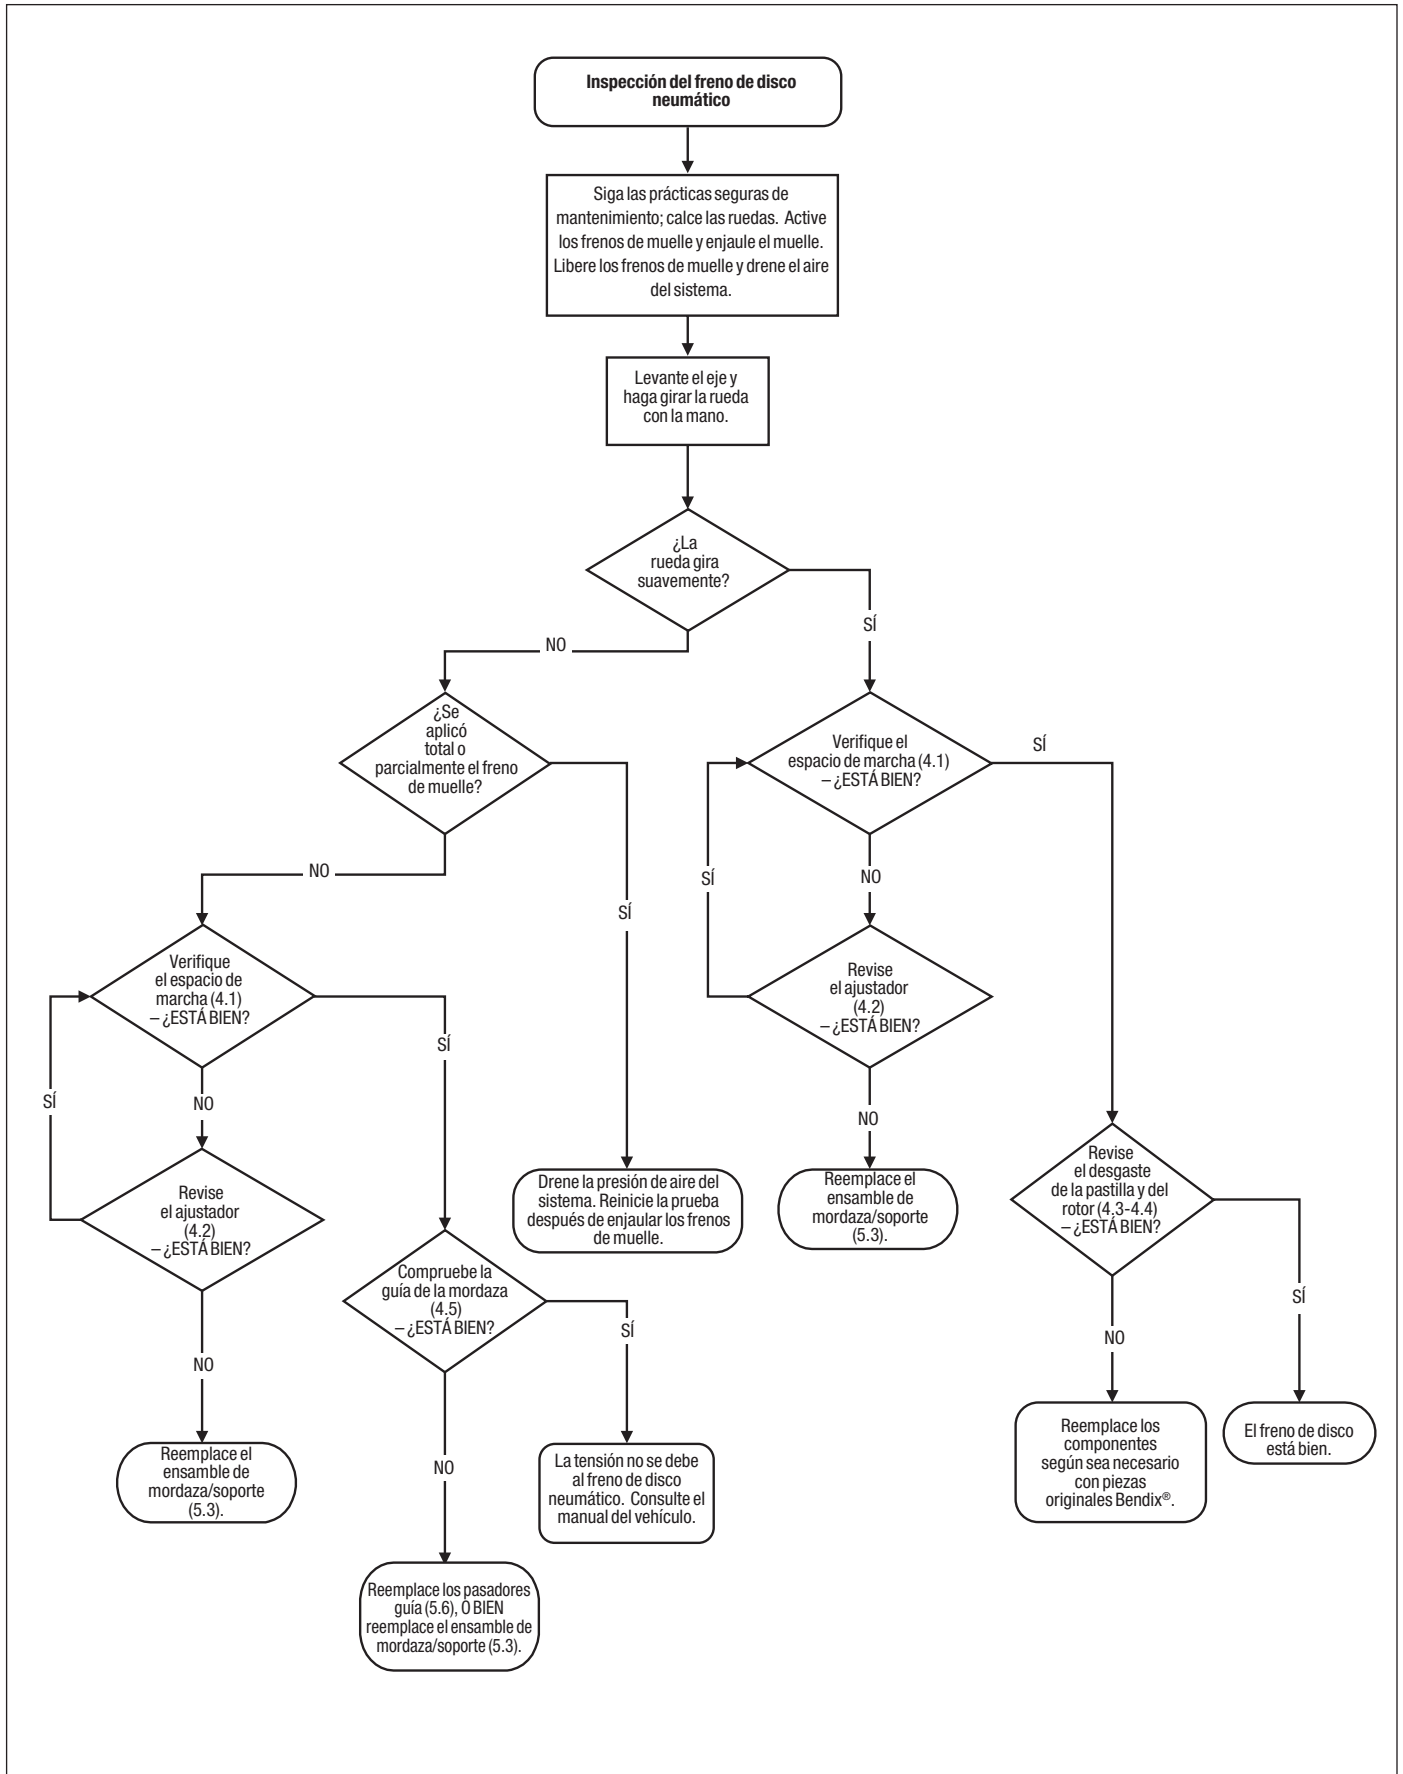 Inspección del freno de disco
neumático
Siga las prácticas seguras de
mantenimiento; calce las ruedas. Active
los frenos de muelle y enjaule el muelle.
Libere los frenos de muelle y drene el aire
del sistema.
Levante el eje y
haga girar la rueda
con la mano.
¿La
rueda gira
suavemente?
NO
SÍ
¿Se
aplicó
total o
parcialmente el freno
de muelle?
NO
SÍ
Verifique el
espacio de marcha (4.1)
– ¿ESTÁ BIEN?
SÍ
NO
SÍ
Verifique
el espacio de
marcha (4.1)
– ¿ESTÁ BIEN?
SÍ
NO
SÍ
Revise
el ajustador
(4.2)
– ¿ESTÁ BIEN?
NO
Revise
el ajustador
(4.2)
– ¿ESTÁ BIEN?
NO
Drene la presión de aire del
sistema. Reinicie la prueba
después de enjaular los frenos
de muelle.
Reemplace el
ensamble de
mordaza/soporte
(5.3).
Revise
el desgaste
de la pastilla y del
rotor (4.3-4.4)
– ¿ESTÁ BIEN?
NO
SÍ
Compruebe la
guía de la mordaza
(4.5)
– ¿ESTÁ BIEN?
SÍ
NO
Reemplace el
ensamble de
mordaza/soporte
(5.3).
La tensión no se debe
al freno de disco
neumático. Consulte el
manual del vehículo.
Reemplace los
componentes
según sea necesario
con piezas
originales Bendix®.
El freno de disco
está bien.
Reemplace los pasadores
guía (5.6), O BIEN
reemplace el ensamble de
mordaza/soporte (5.3).